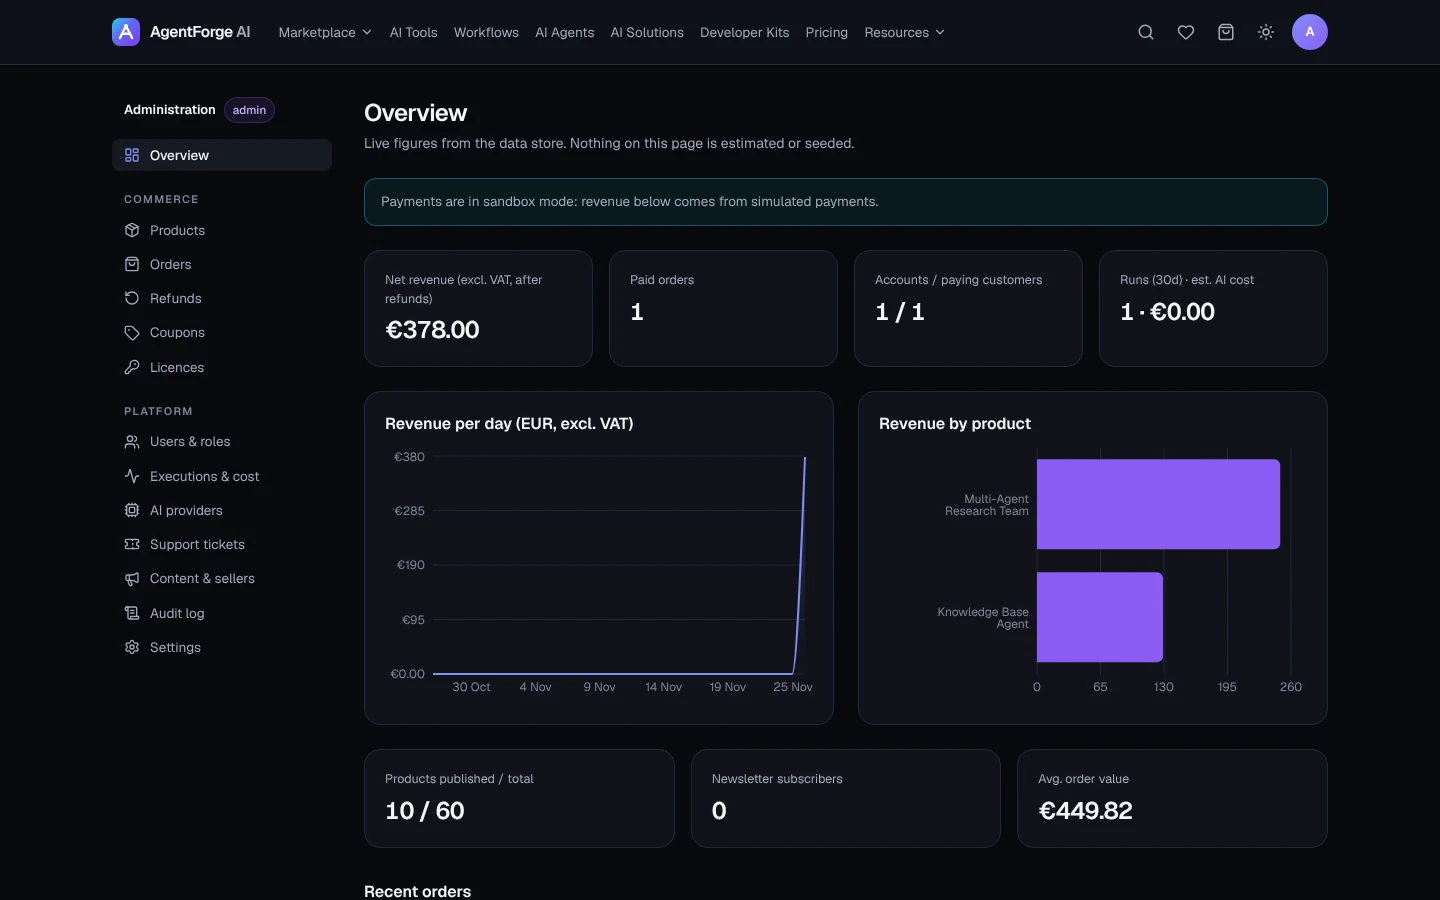 AgentForge AI
Marketplace
AI Tools
Workflows
AI Agents
AI Solutions
Developer Kits
Pricing
Resources
A
Administration
admin
Overview
COMMERCE
Products
Orders
Refunds
Coupons
Licences
PLATFORM
Users & roles
Executions & cost
AI providers
Support tickets
Content & sellers
Audit log
Settings
Overview
Live figures from the data store. Nothing on this page is estimated or seeded.
Payments are in sandbox mode: revenue below comes from simulated payments.
Net revenue (excl. VAT, after
refunds)
€378.00
Paid orders
1
Accounts / paying customers
1 / 1
Runs (30d) · est. AI cost
1 · €0.00
Revenue per day (EUR, excl. VAT)
€380
€285
€190
€95
€0.00
30 Oct
4 Nov
9 Nov
14 Nov
19 Nov
25 Nov
Revenue by product
Multi-Agent
Research Team
Knowledge Base
Agent
0
65
130
195
260
Products published / total
10 / 60
Newsletter subscribers
0
Avg. order value
€449.82
Recent orders